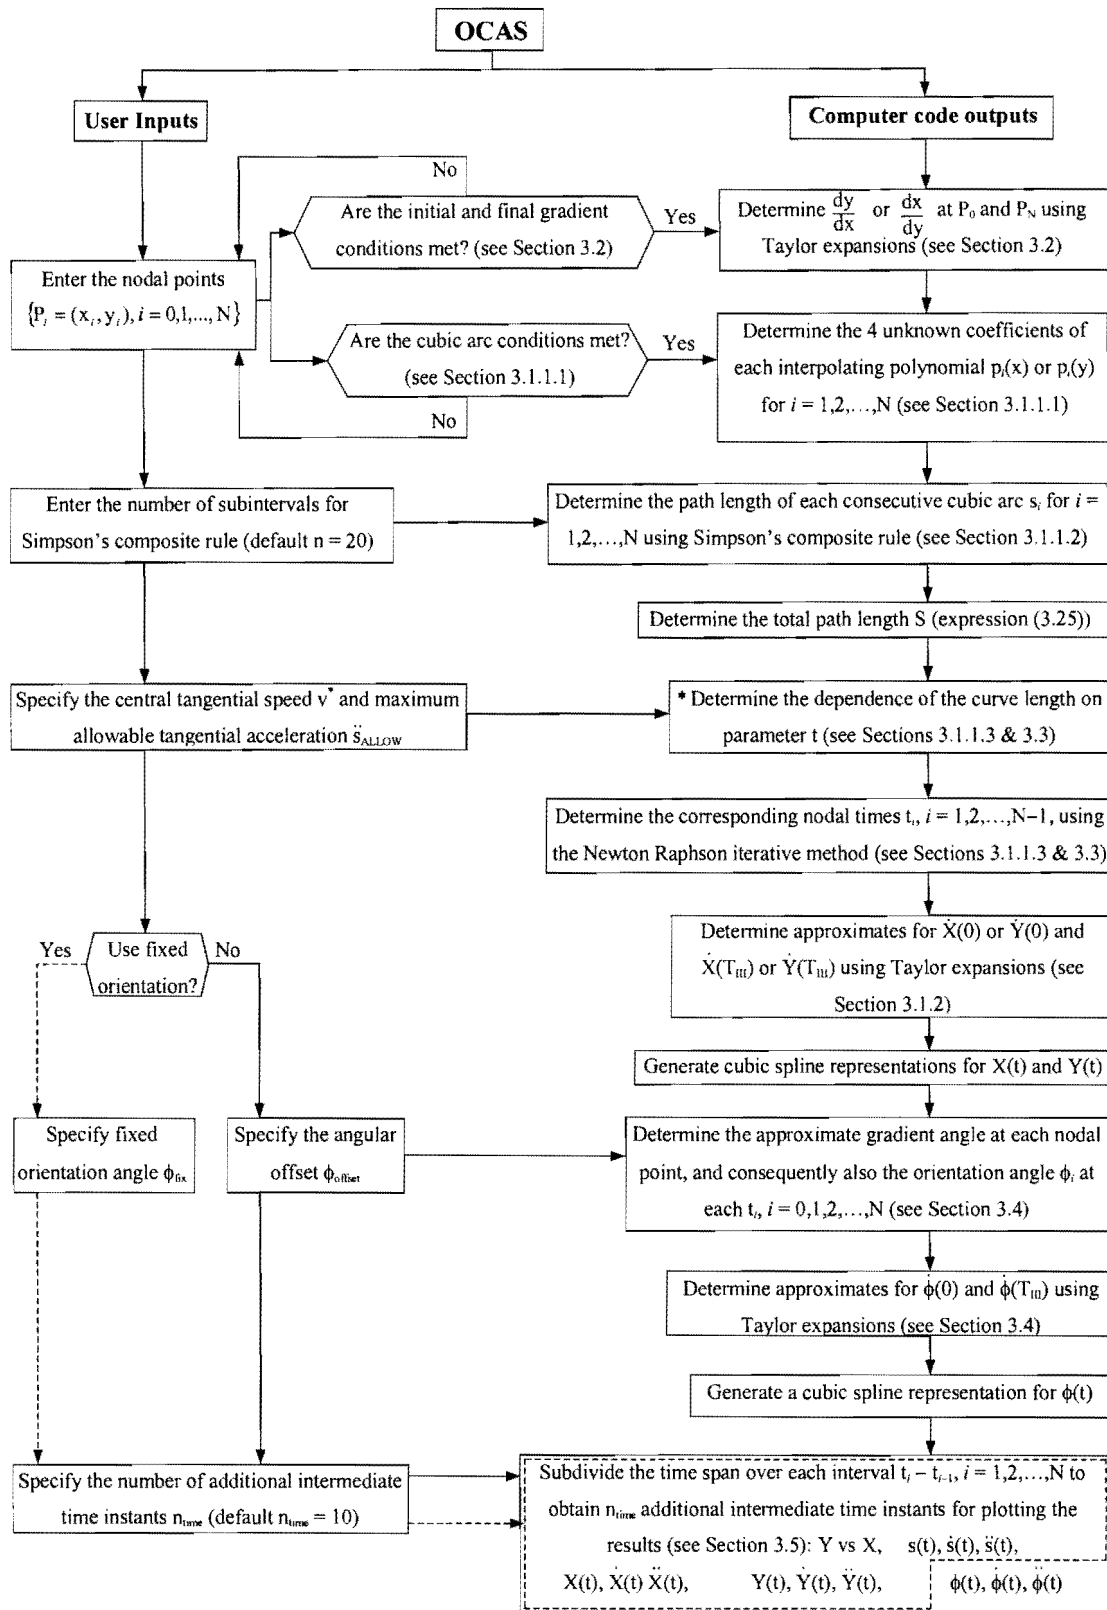 OCAS
User Inputs
Computer code outputs
No
Are the initial and final gradient
conditions met? (see Section 3.2)
Yes
Determine dy/dx or dx/dy at P₀ and P_N using
Taylor expansions (see Section 3.2)
Enter the nodal points
{P_i = (x_i, y_i), i = 0,1,..., N}
Are the cubic arc conditions met?
(see Section 3.1.1.1)
Yes
No
Determine the 4 unknown coefficients of
each interpolating polynomial p_i(x) or p_i(y)
for i = 1,2,…,N (see Section 3.1.1.1)
Enter the number of subintervals for
Simpson's composite rule (default n = 20)
Determine the path length of each consecutive cubic arc s_i for i =
1,2,…,N using Simpson's composite rule (see Section 3.1.1.2)
Determine the total path length S (expression (3.25))
Specify the central tangential speed v* and maximum
allowable tangential acceleration s̈_ALLOW
* Determine the dependence of the curve length on
parameter t (see Sections 3.1.1.3 & 3.3)
Determine the corresponding nodal times t_i, i = 1,2,…,N−1, using
the Newton Raphson iterative method (see Sections 3.1.1.3 & 3.3)
Yes
Use fixed
orientation?
No
Determine approximates for Ẋ(0) or Ẏ(0) and
Ẋ(T_III) or Ẏ(T_III) using Taylor expansions (see
Section 3.1.2)
Generate cubic spline representations for X(t) and Y(t)
Specify fixed
orientation angle ϕ_fix
Specify the angular
offset ϕ_offset
Determine the approximate gradient angle at each nodal
point, and consequently also the orientation angle ϕ_i at
each t_i, i = 0,1,2,…,N (see Section 3.4)
Determine approximates for ϕ̇(0) and ϕ̇(T_III) using
Taylor expansions (see Section 3.4)
Generate a cubic spline representation for ϕ(t)
Specify the number of additional intermediate
time instants n_time (default n_time = 10)
Subdivide the time span over each interval t_i – t_{i–1}, i = 1,2,…,N to
obtain n_time additional intermediate time instants for plotting the
results (see Section 3.5): Y vs X, s(t), ṡ(t), s̈(t),
X(t), Ẋ(t) Ẍ(t), Y(t), Ẏ(t), Ÿ(t), ϕ(t), ϕ̇(t), ϕ̈(t)